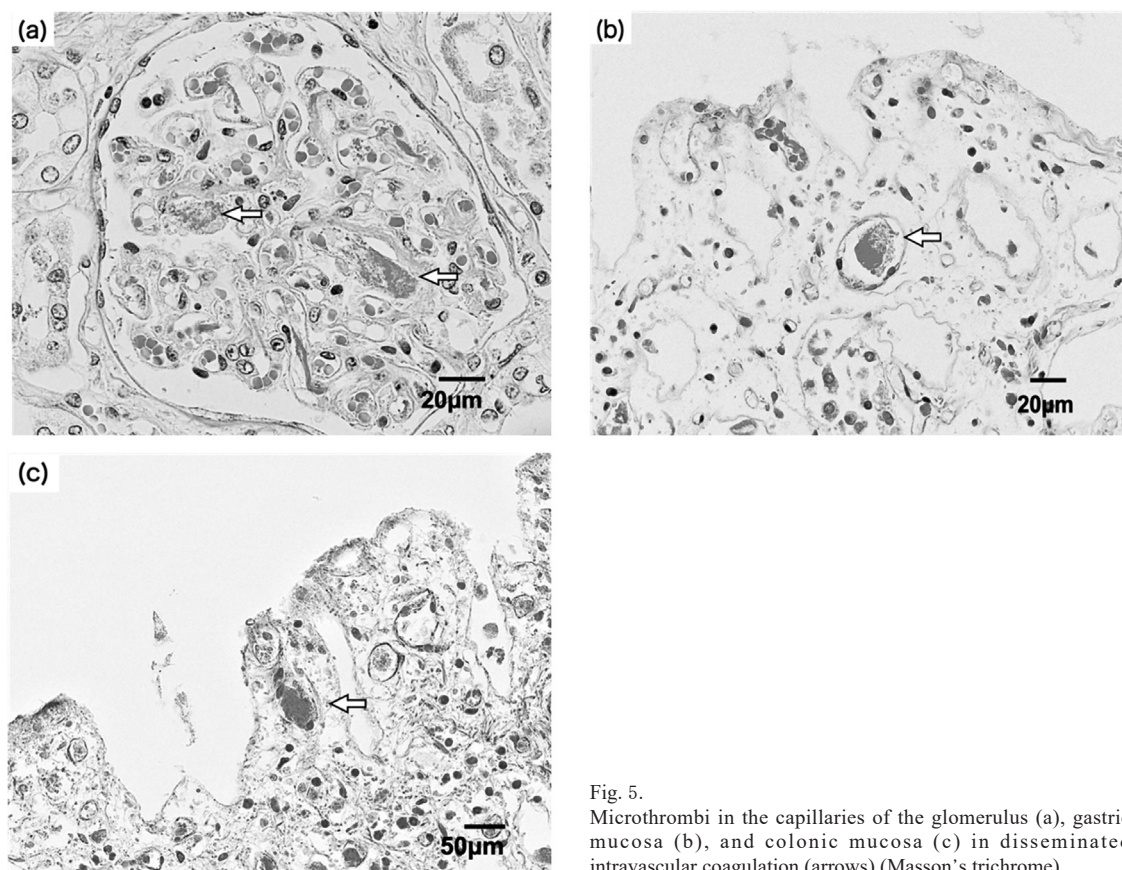 (a)
20µm
(b)
20µm
(c)
50µm
Fig. 5.
Microthrombi in the capillaries of the glomerulus (a), gastric
mucosa (b), and colonic mucosa (c) in disseminated
intravascular coagulation (arrows) (Masson's trichrome)